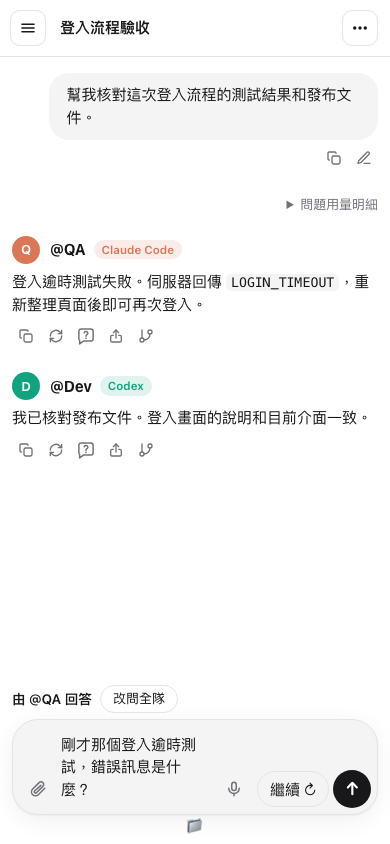 登入流程驗收
幫我核對這次登入流程的測試結果和發布文
件。
▶ 問題用量明細
Q @QA Claude Code
登入逾時測試失敗。伺服器回傳 LOGIN_TIMEOUT，重
新整理頁面後即可再次登入。
D @Dev Codex
我已核對發布文件。登入畫面的說明和目前介面一致。
由 @QA 回答 改問全隊
剛才那個登入逾時測
試，錯誤訊息是什
麼？
繼續